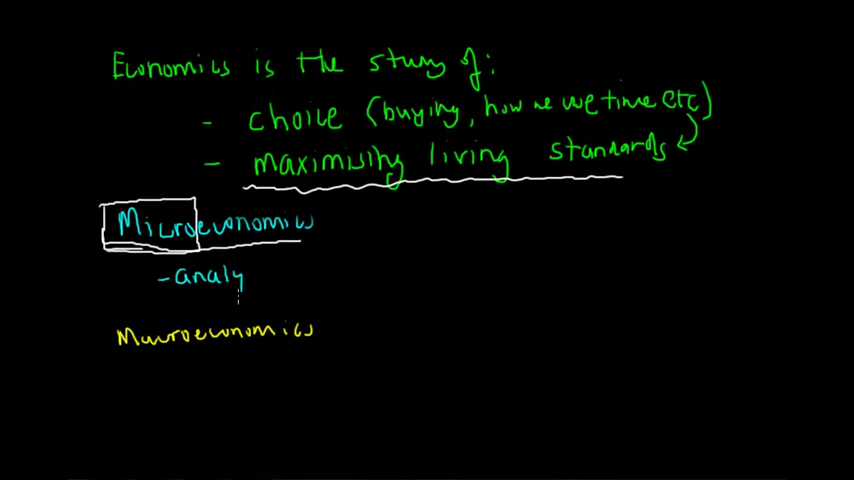 Economics is the study of:
- choice (buying, how we use time etc)
- maximising living standards
Microeconomics
- analy
Macroeconomics